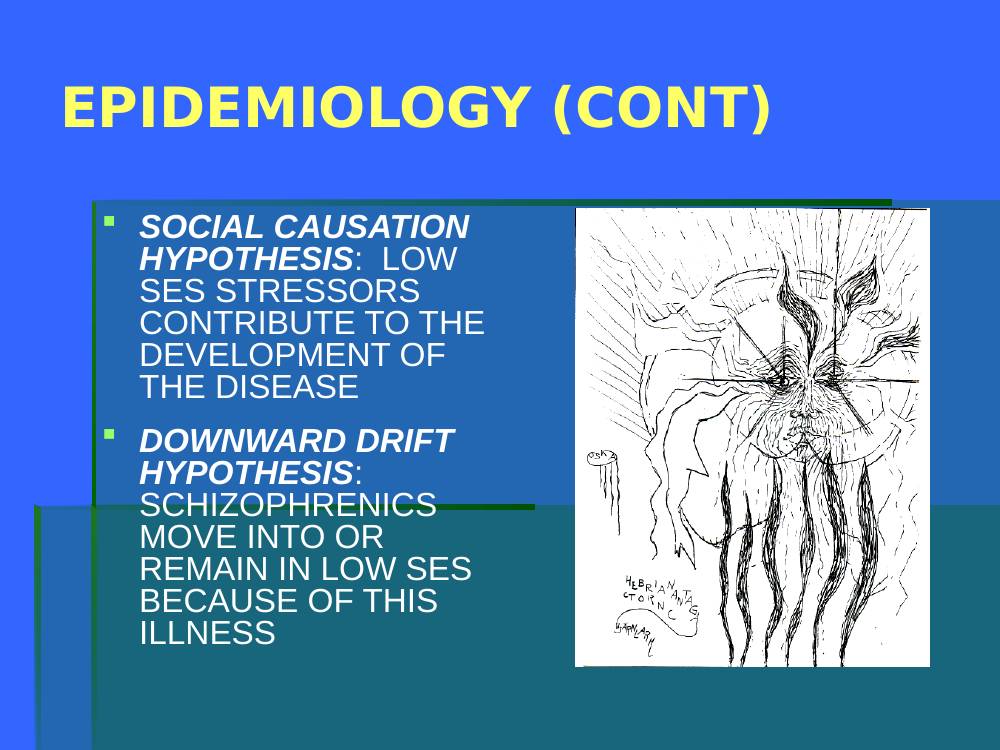 EPIDEMIOLOGY (CONT)
SOCIAL CAUSATION
HYPOTHESIS: LOW
SES STRESSORS
CONTRIBUTE TO THE
DEVELOPMENT OF
THE DISEASE
DOWNWARD DRIFT
HYPOTHESIS:
SCHIZOPHRENICS
MOVE INTO OR
REMAIN IN LOW SES
BECAUSE OF THIS
ILLNESS